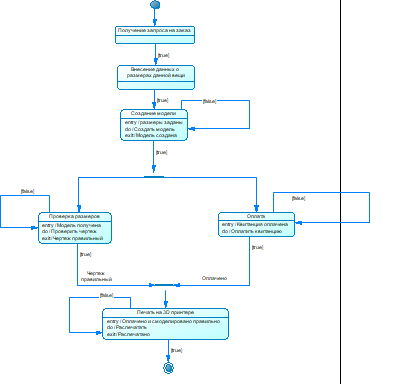 Получение запроса на заказ
[true]
Внесение данных о
размерах данной вещи
[true]
Создание модели
entry / размеры заданы
do / Создать модель
exit/ Модель создана
[false]
[true]
[false]
Проверка размеров
entry / Модель получена
do / Проверить чертеж
exit/ Чертеж правильный
[true]
[false]
Оплата
entry / Квитанция оплачена
do / Оплатить квитанцию
[true]
Чертеж
правильный
Оплачено
[false]
Печать на 3D принтере
entry / Оплачено и смоделировано правильно
do / Распечатать
exit/ Распечатано
[true]